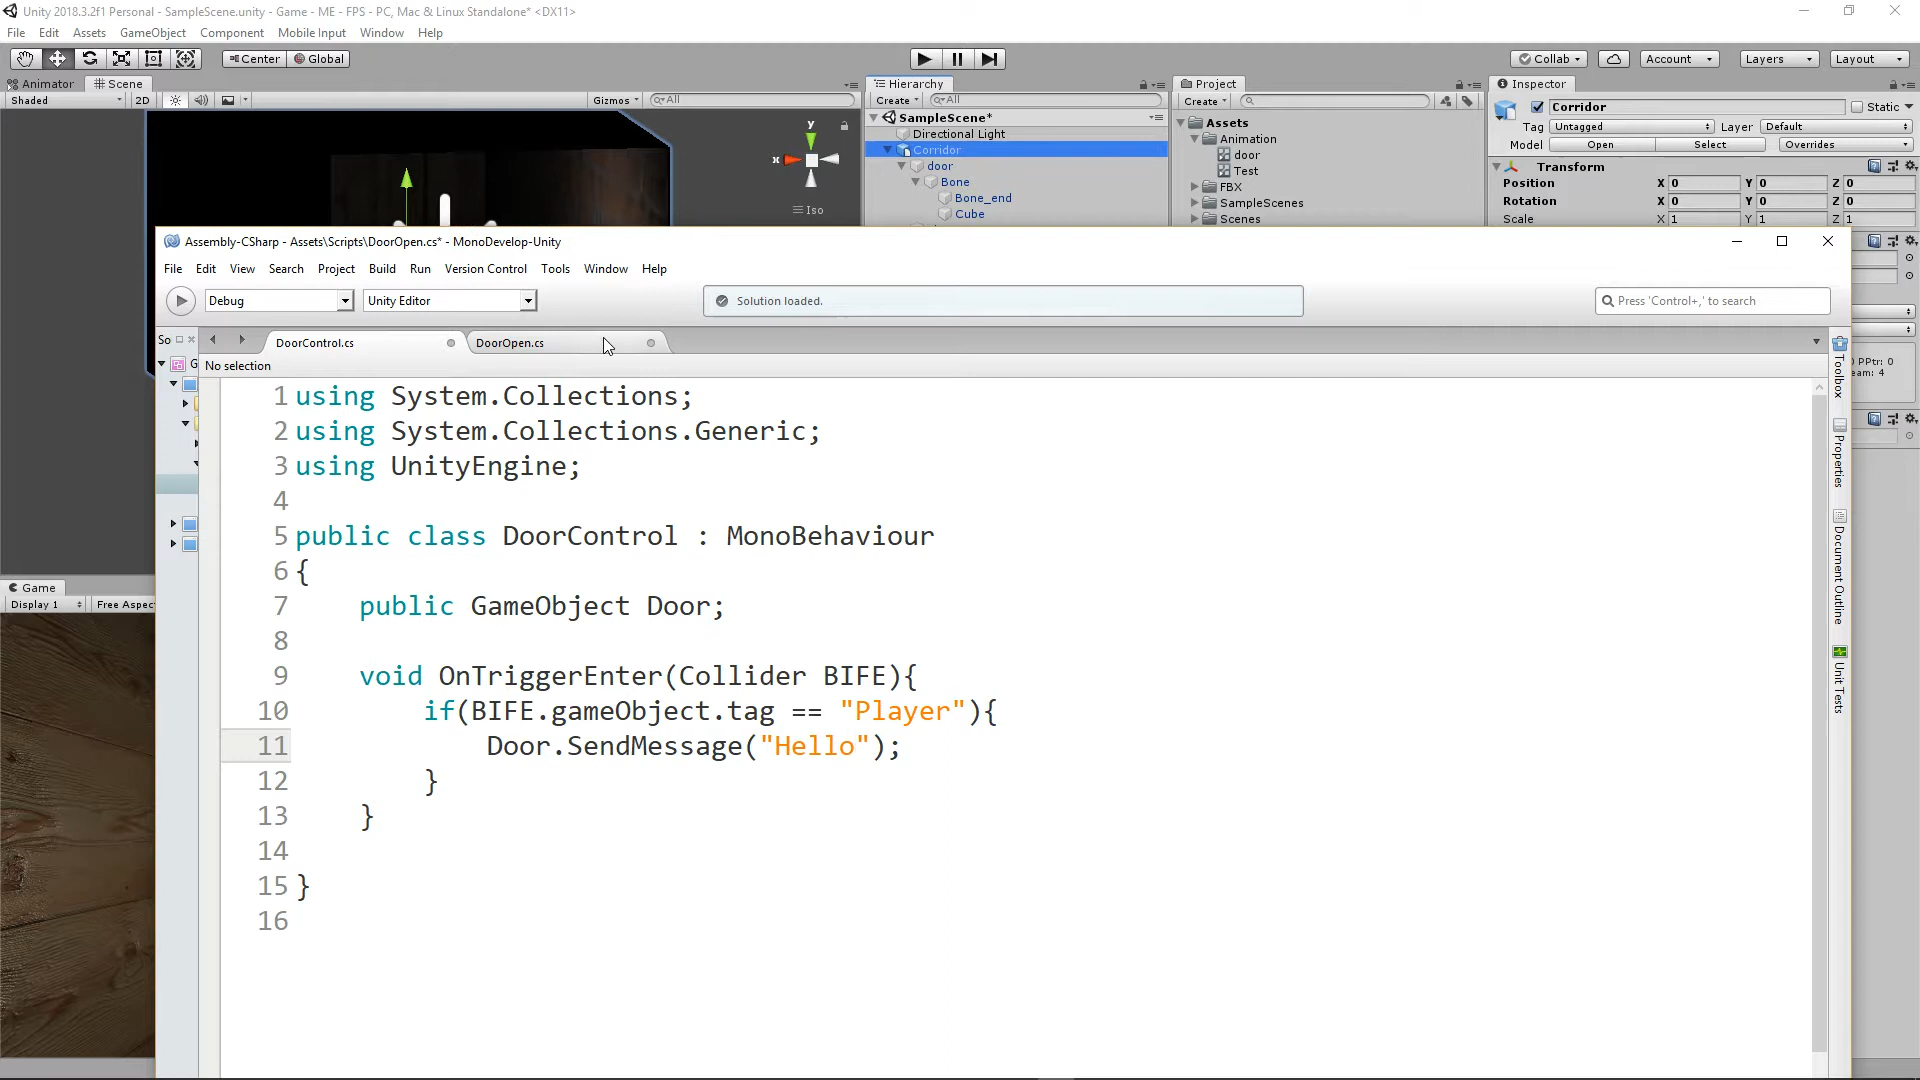 Unity 2018.3.2f1 Personal - SampleScene.unity - Game - ME - FPS - PC, Mac & Linux Standalone* <DX11>
File Edit Assets GameObject Component Mobile Input Window Help
Center Global Collab Account Layers Layout
Animator Scene Hierarchy Project Inspector
Shaded 2D Gizmos All Create All Create Corridor Static
SampleScene* Assets Tag Untagged Layer Default
Directional Light Animation Model Open Select Overrides
Corridor door
door Test Transform
Bone FBX Position X 0 Y 0 Z 0
Bone_end SampleScenes Rotation X 0 Y 0 Z 0
Cube Scenes Scale X 1 Y 1 Z 1
y
x
Iso
Assembly-CSharp - Assets\Scripts\DoorOpen.cs* - MonoDevelop-Unity
File Edit View Search Project Build Run Version Control Tools Window Help
Debug Unity Editor Solution loaded. Press 'Control+,' to search
So DoorControl.cs DoorOpen.cs
No selection
1 using System.Collections;
2 using System.Collections.Generic;
3 using UnityEngine;
4
5 public class DoorControl : MonoBehaviour
6 {
7 public GameObject Door;
8
9 void OnTriggerEnter(Collider BIFE){
10 if(BIFE.gameObject.tag == "Player"){
11 Door.SendMessage("Hello");
12 }
13 }
14
15 }
16
Toolbox
Properties
Document Outline
Unit Tests
PPtr: 0
eam: 4
Game
Display 1 Free Aspec